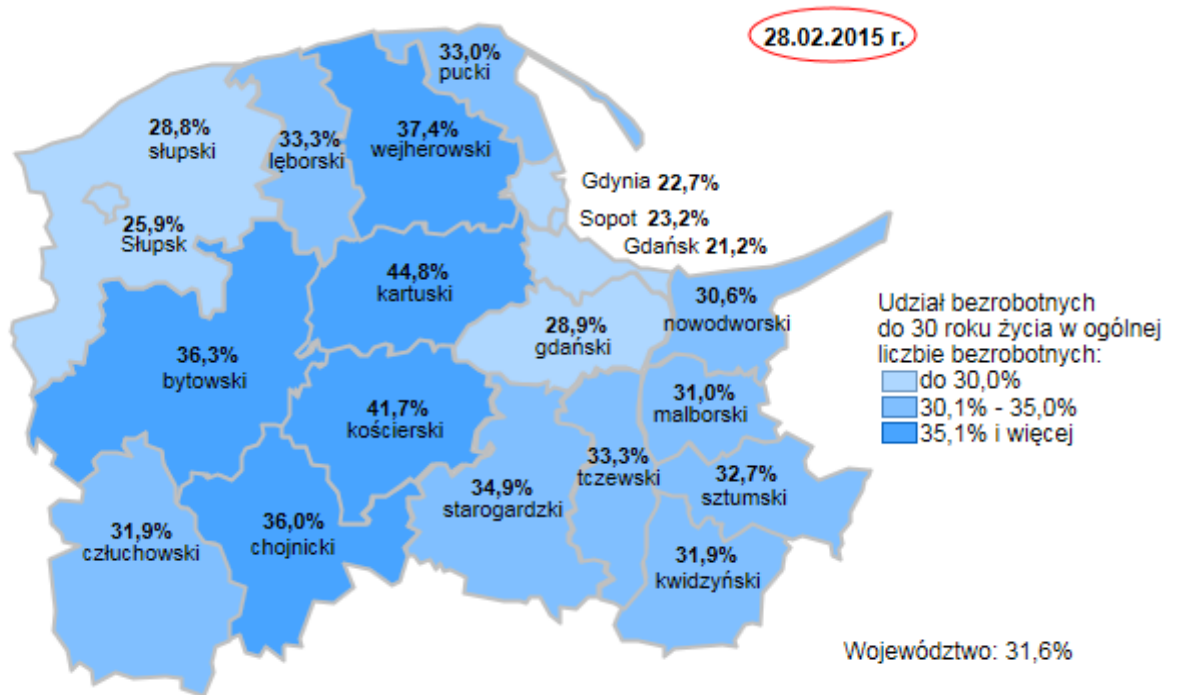 28.02.2015 r.
33,0%
pucki
28,8%
słupski
33,3%
lęborski
37,4%
wejherowski
Gdynia 22,7%
Sopot 23,2%
Gdańsk 21,2%
25,9%
Słupsk
44,8%
kartuski
30,6%
nowodworski
28,9%
gdański
36,3%
bytowski
31,0%
malborski
41,7%
kościerski
33,3%
tczewski
32,7%
sztumski
34,9%
starogardzki
31,9%
człuchowski
36,0%
chojnicki
31,9%
kwidzyński
Udział bezrobotnych
do 30 roku życia w ogólnej
liczbie bezrobotnych:
do 30,0%
30,1% - 35,0%
35,1% i więcej
Województwo: 31,6%